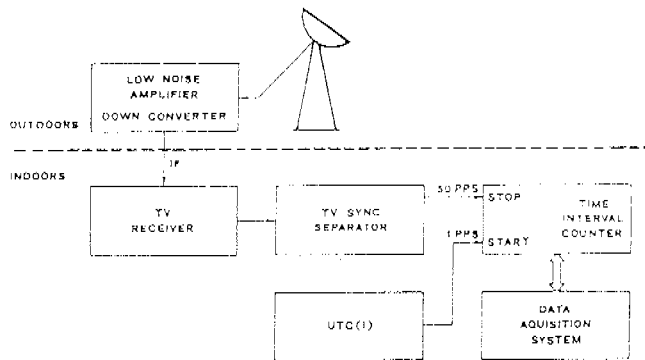 LOW NOISE
AMPLIFIER
DOWN CONVERTER
OUTDOORS
IF
INDOORS
TV
RECEIVER
TV SYNC
SEPARATOR
50 PPS
STOP
1 PPS
START
TIME
INTERVAL
COUNTER
UTC(I)
DATA
AQUISITION
SYSTEM